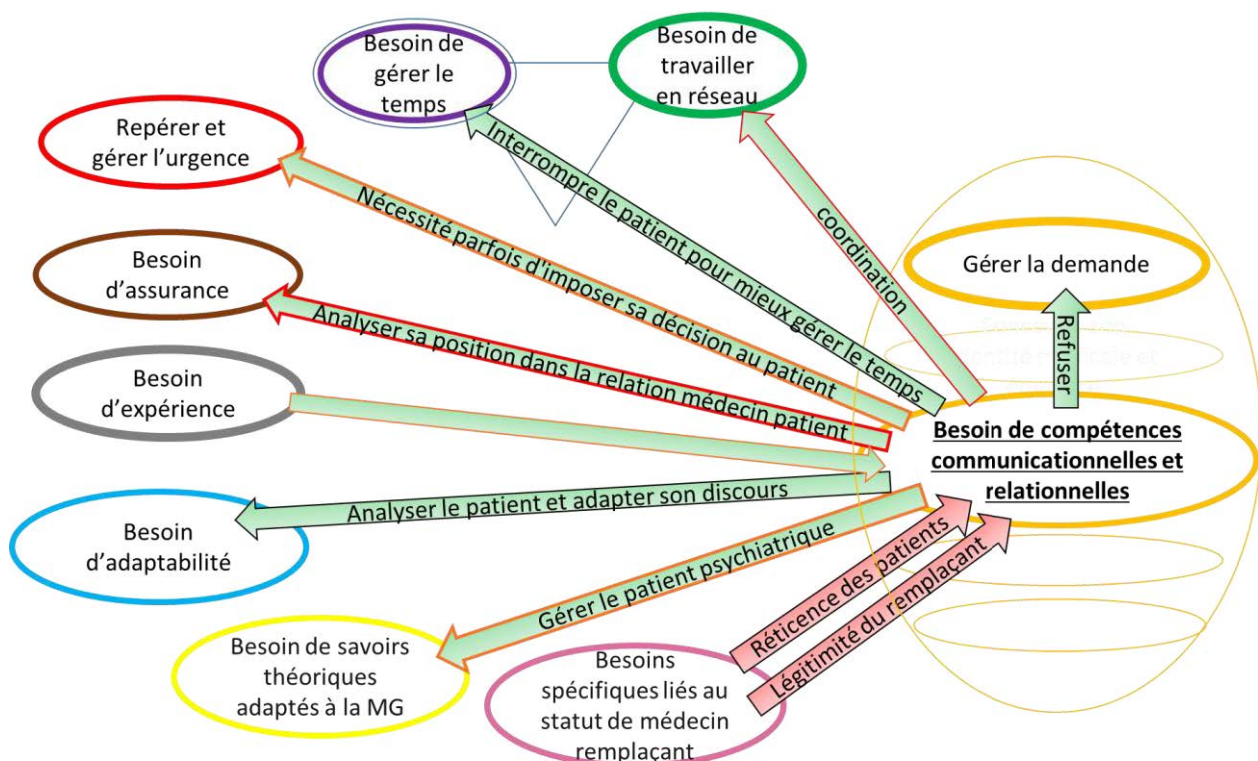 Besoin de
gérer le
temps
Besoin de
travailler
en réseau
Repérer et
gérer l’urgence
Interrompre le patient pour mieux gérer le temps
coordination
Nécessité parfois d'imposer sa décision au patient
Gérer la demande
Besoin
d’assurance
Analyser sa position dans la relation médecin patient
Refuser
Besoin
d’expérience
Besoin de compétences
communicationnelles et
relationnelles
Analyser le patient et adapter son discours
Besoin
d’adaptabilité
Gérer le patient psychiatrique
Réticence des patients
Légitimité du remplaçant
Besoin de savoirs
théoriques
adaptés à la MG
Besoins
spécifiques liés au
statut de médecin
remplaçant